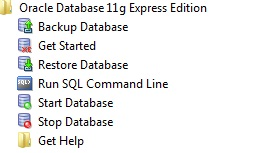 Oracle Database 11g Express Edition
Backup Database
Get Started
Restore Database
SQL> Run SQL Command Line
Start Database
Stop Database
Get Help